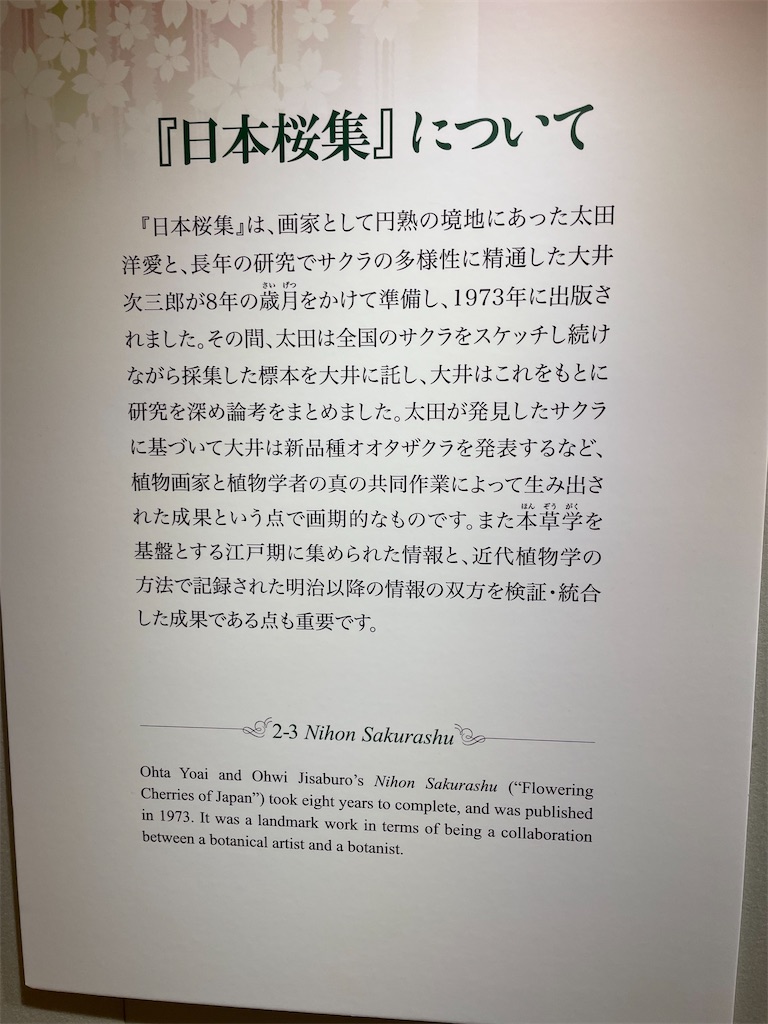 『日本桜集』について
『日本桜集』は、画家として円熟の境地にあった太田
洋愛と、長年の研究でサクラの多様性に精通した大井
さい げつ
次三郎が8年の歳月をかけて準備し、1973年に出版さ
れました。その間、太田は全国のサクラをスケッチし続け
ながら採集した標本を大井に託し、大井はこれをもとに
研究を深め論考をまとめました。太田が発見したサクラ
に基づいて大井は新品種オオタザクラを発表するなど、
植物画家と植物学者の真の共同作業によって生み出さ
ほん ぞう がく
れた成果という点で画期的なものです。また本草学を
基盤とする江戸期に集められた情報と、近代植物学の
方法で記録された明治以降の情報の双方を検証・統合
した成果である点も重要です。
2-3 Nihon Sakurashu
Ohta Yoai and Ohwi Jisaburo's Nihon Sakurashu (“Flowering
Cherries of Japan”) took eight years to complete, and was published
in 1973. It was a landmark work in terms of being a collaboration
between a botanical artist and a botanist.